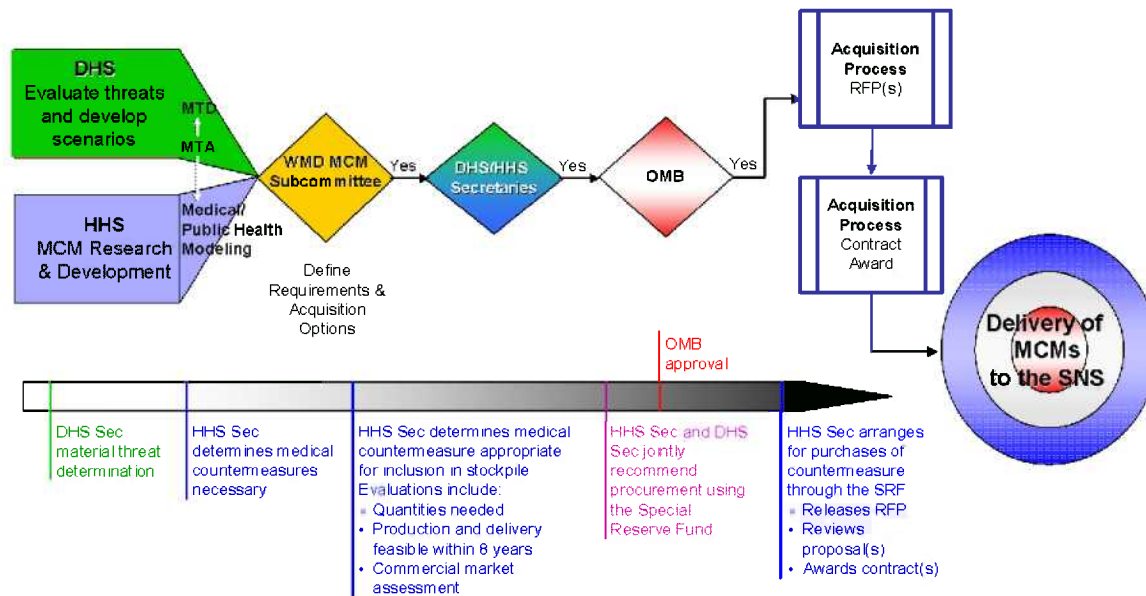 DHS
Evaluate threats
and develop
scenarios
MTD
MTA
HHS
MCM Research
& Development
Medical/
Public Health
Modeling
WMD MCM
Subcommittee
Yes
DHS/HHS
Secretaries
Yes
OMB
Yes
Acquisition
Process
RFP(s)
Acquisition
Process
Contract
Award
Define
Requirements &
Acquisition
Options
Delivery of
MCMs
to the SNS
OMB
approval
DHS Sec
material threat
determination
HHS Sec
determines medical
countermeasures
necessary
HHS Sec determines medical
countermeasure appropriate
for inclusion in stockpile
Evaluations include:
• Quantities needed
• Production and delivery
feasible within 8 years
• Commercial market
assessment
HHS Sec and DHS
Sec jointly
recommend
procurement using
the Special
Reserve Fund
HHS Sec arranges
for purchases of
countermeasure
through the SRF
• Releases RFP
• Reviews
proposal(s)
• Awards contract(s)